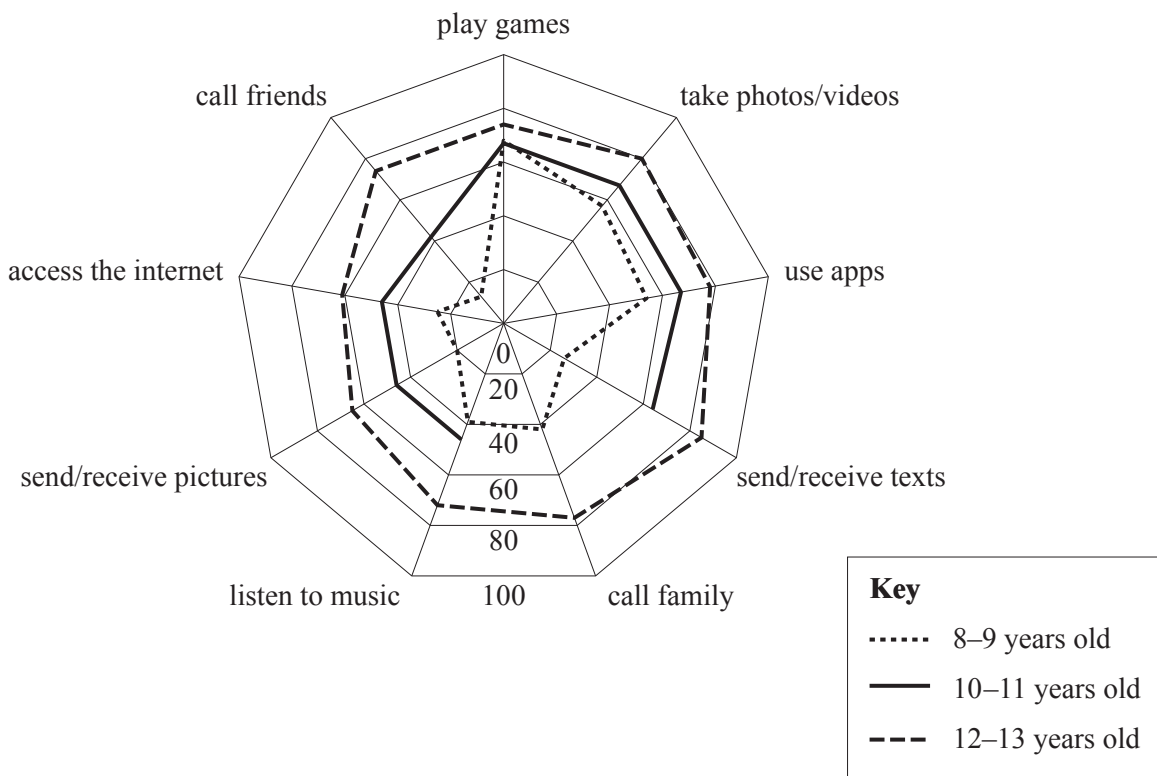 play games
call friends
take photos/videos
access the internet
use apps
0
20
send/receive pictures
40
send/receive texts
60
80
listen to music
100
call family
Key
8–9 years old
10–11 years old
12–13 years old